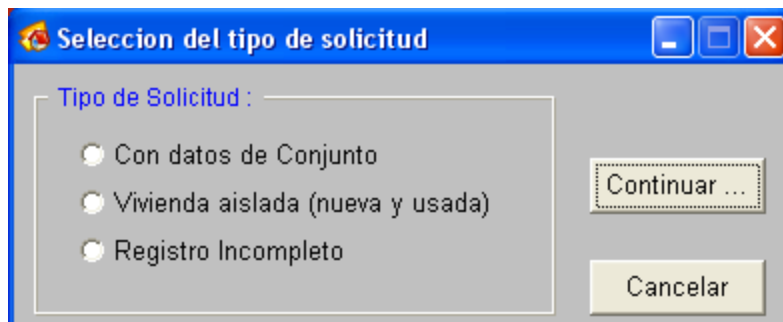 Seleccion del tipo de solicitud
Tipo de Solicitud :
Con datos de Conjunto
Vivienda aislada (nueva y usada)
Registro Incompleto
Continuar ...
Cancelar